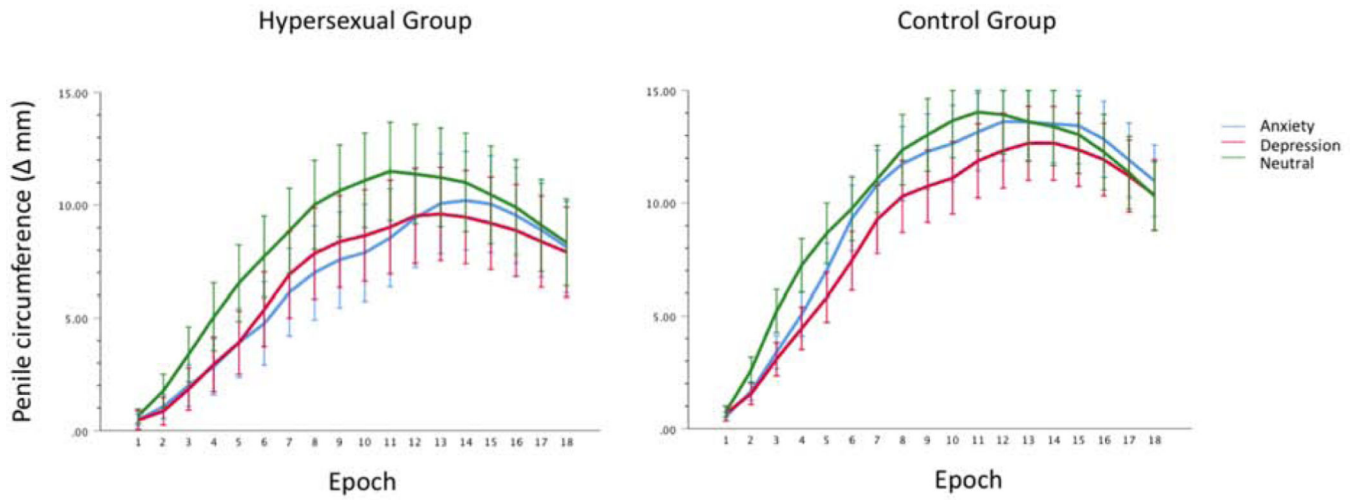 Hypersexual Group
Control Group
Penile circumference (Δ mm)
15.00
10.00
5.00
.00
1 2 3 4 5 6 7 8 9 10 11 12 13 14 15 16 17 18
Epoch
15.00
10.00
5.00
.00
1 2 3 4 5 6 7 8 9 10 11 12 13 14 15 16 17 18
Epoch
Anxiety
Depression
Neutral